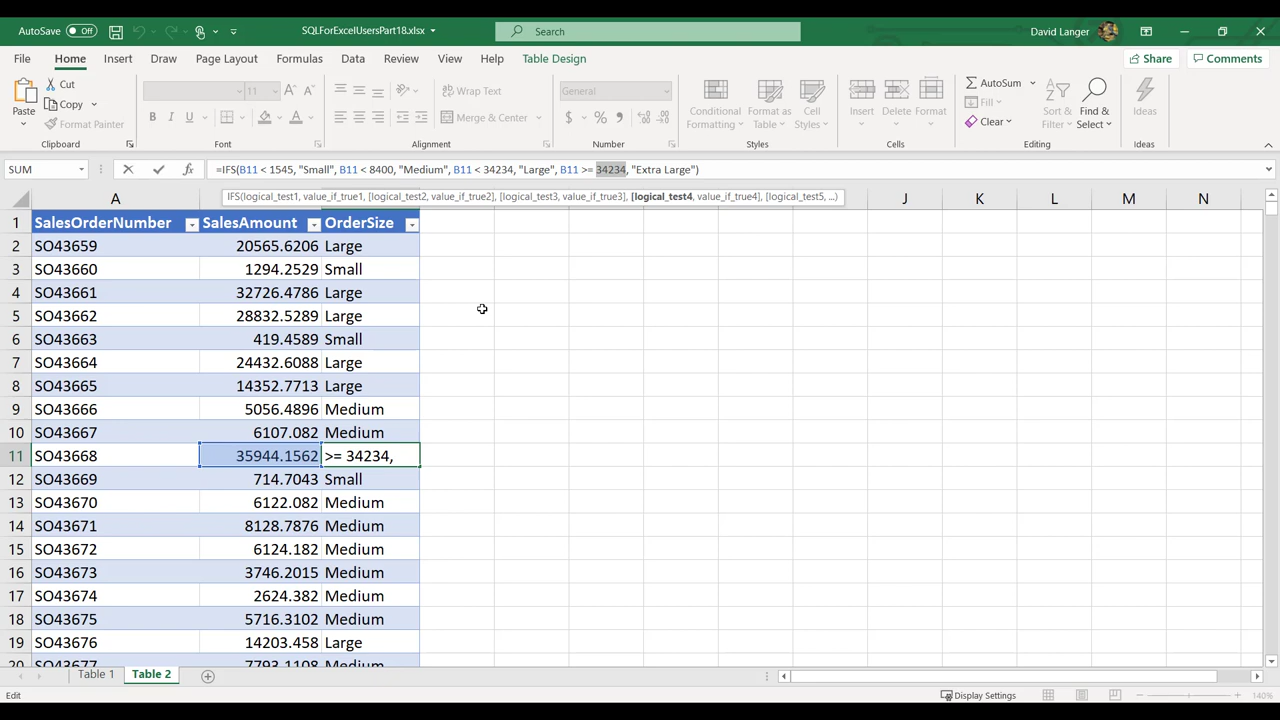 AutoSave Off SQLForExcelUsersPart18.xlsx Search David Langer
File Home Insert Draw Page Layout Formulas Data Review View Help Table Design Share Comments
Paste Cut Copy Format Painter
11 A A
B I U A
Wrap Text
Merge & Center
General
$ % ,
Conditional Formatting
Format as Table
Cell Styles
Insert Delete Format
AutoSum
Fill
Clear
Sort & Filter
Find & Select
Ideas
Clipboard Font Alignment Number Styles Cells Editing Ideas
SUM fx =IFS(B11 < 1545, "Small", B11 < 8400, "Medium", B11 < 34234, "Large", B11 >= 34234, "Extra Large")
IFS(logical_test1, value_if_true1, [logical_test2, value_if_true2], [logical_test3, value_if_true3], [logical_test4, value_if_true4], [logical_test5, ...)
A J K L M N
1 SalesOrderNumber SalesAmount OrderSize
2 SO43659 20565.6206 Large
3 SO43660 1294.2529 Small
4 SO43661 32726.4786 Large
5 SO43662 28832.5289 Large
6 SO43663 419.4589 Small
7 SO43664 24432.6088 Large
8 SO43665 14352.7713 Large
9 SO43666 5056.4896 Medium
10 SO43667 6107.082 Medium
11 SO43668 35944.1562 >= 34234,
12 SO43669 714.7043 Small
13 SO43670 6122.082 Medium
14 SO43671 8128.7876 Medium
15 SO43672 6124.182 Medium
16 SO43673 3746.2015 Medium
17 SO43674 2624.382 Medium
18 SO43675 5716.3102 Medium
19 SO43676 14203.458 Large
20 SO43677 7793.1108 Medium
Table 1 Table 2
Edit Display Settings 140%